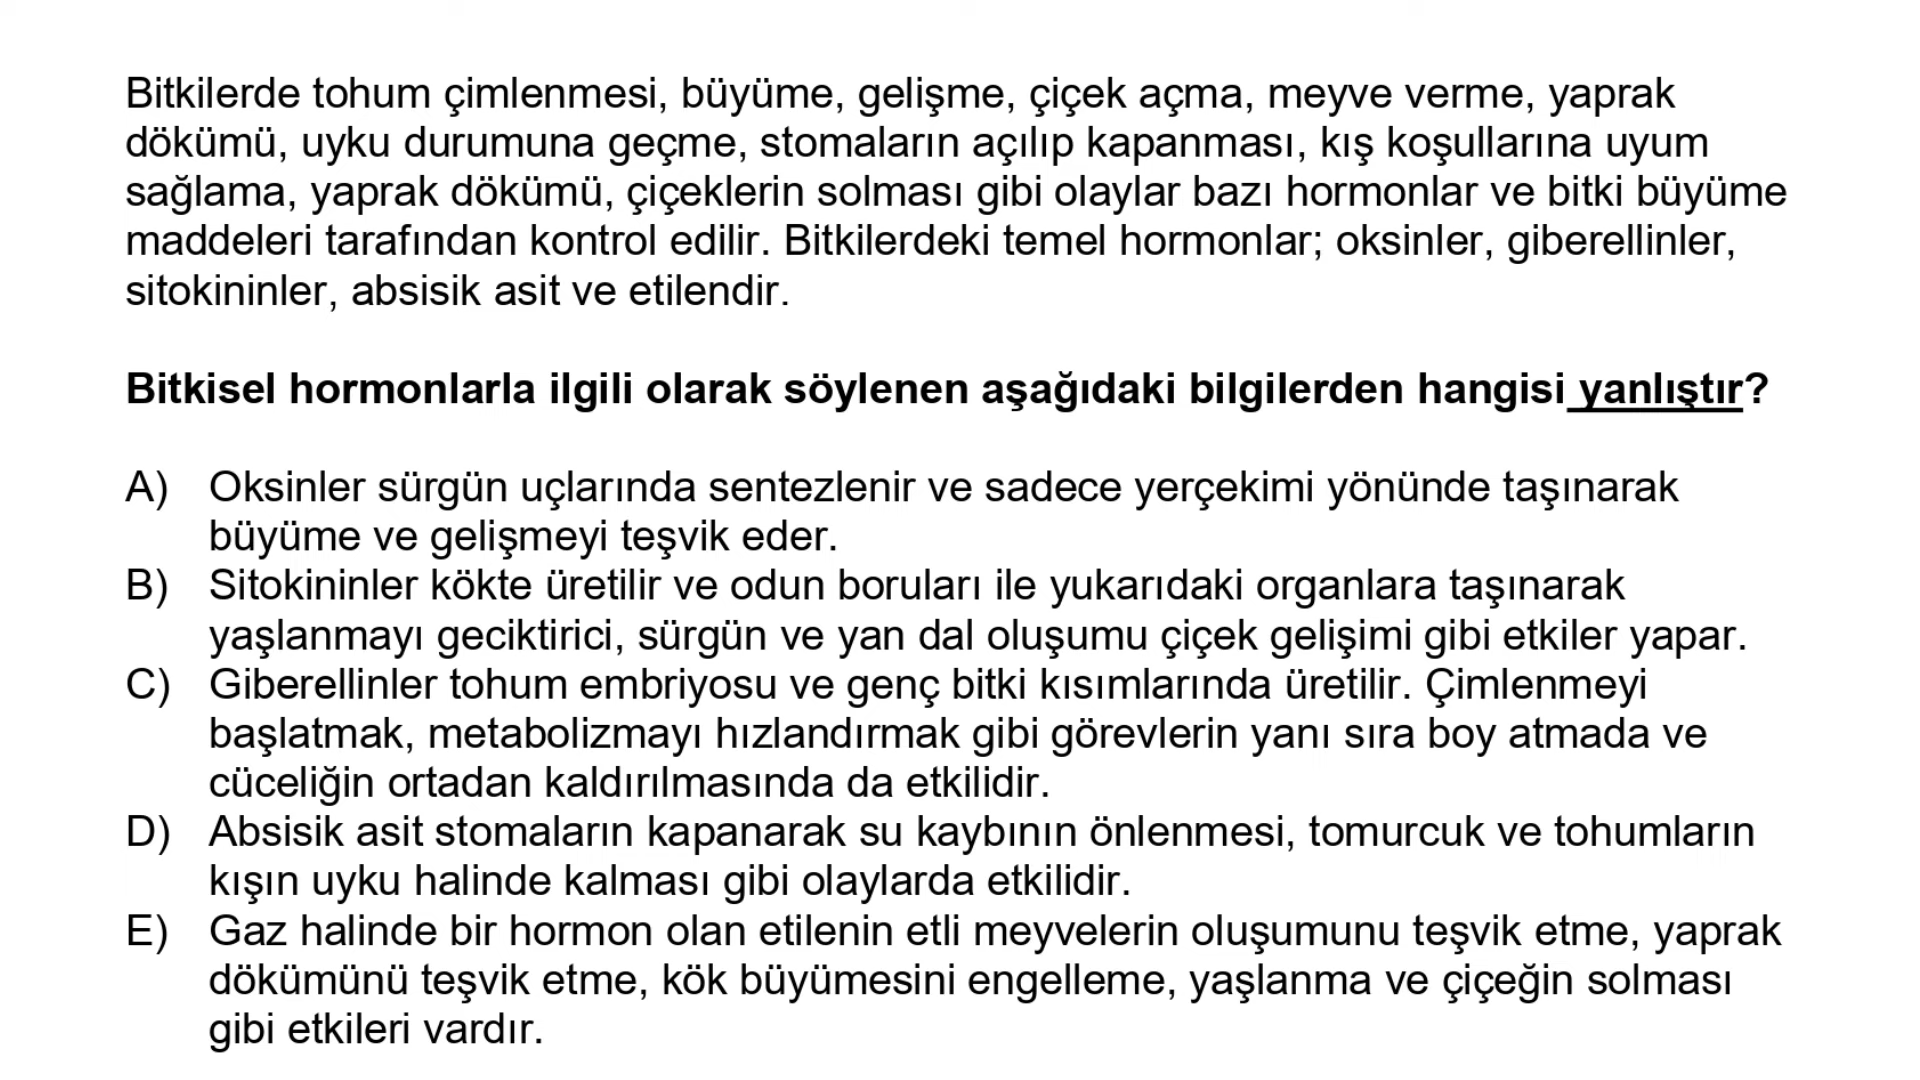 Bitkilerde tohum çimlenmesi, büyüme, gelişme, çiçek açma, meyve verme, yaprak
dökümü, uyku durumuna geçme, stomaların açılıp kapanması, kış koşullarına uyum
sağlama, yaprak dökümü, çiçeklerin solması gibi olaylar bazı hormonlar ve bitki büyüme
maddeleri tarafından kontrol edilir. Bitkilerdeki temel hormonlar; oksinler, giberellinler,
sitokininler, absisik asit ve etilendir.
Bitkisel hormonlarla ilgili olarak söylenen aşağıdaki bilgilerden hangisi yanlıştır?
A) Oksinler sürgün uçlarında sentezlenir ve sadece yerçekimi yönünde taşınarak
büyüme ve gelişmeyi teşvik eder.
B) Sitokininler kökte üretilir ve odun boruları ile yukarıdaki organlara taşınarak
yaşlanmayı geciktirici, sürgün ve yan dal oluşumu çiçek gelişimi gibi etkiler yapar.
C) Giberellinler tohum embriyosu ve genç bitki kısımlarında üretilir. Çimlenmeyi
başlatmak, metabolizmayı hızlandırmak gibi görevlerin yanı sıra boy atmada ve
cüceliğin ortadan kaldırılmasında da etkilidir.
D) Absisik asit stomaların kapanarak su kaybının önlenmesi, tomurcuk ve tohumların
kışın uyku halinde kalması gibi olaylarda etkilidir.
E) Gaz halinde bir hormon olan etilenin etli meyvelerin oluşumunu teşvik etme, yaprak
dökümünü teşvik etme, kök büyümesini engelleme, yaşlanma ve çiçeğin solması
gibi etkileri vardır.